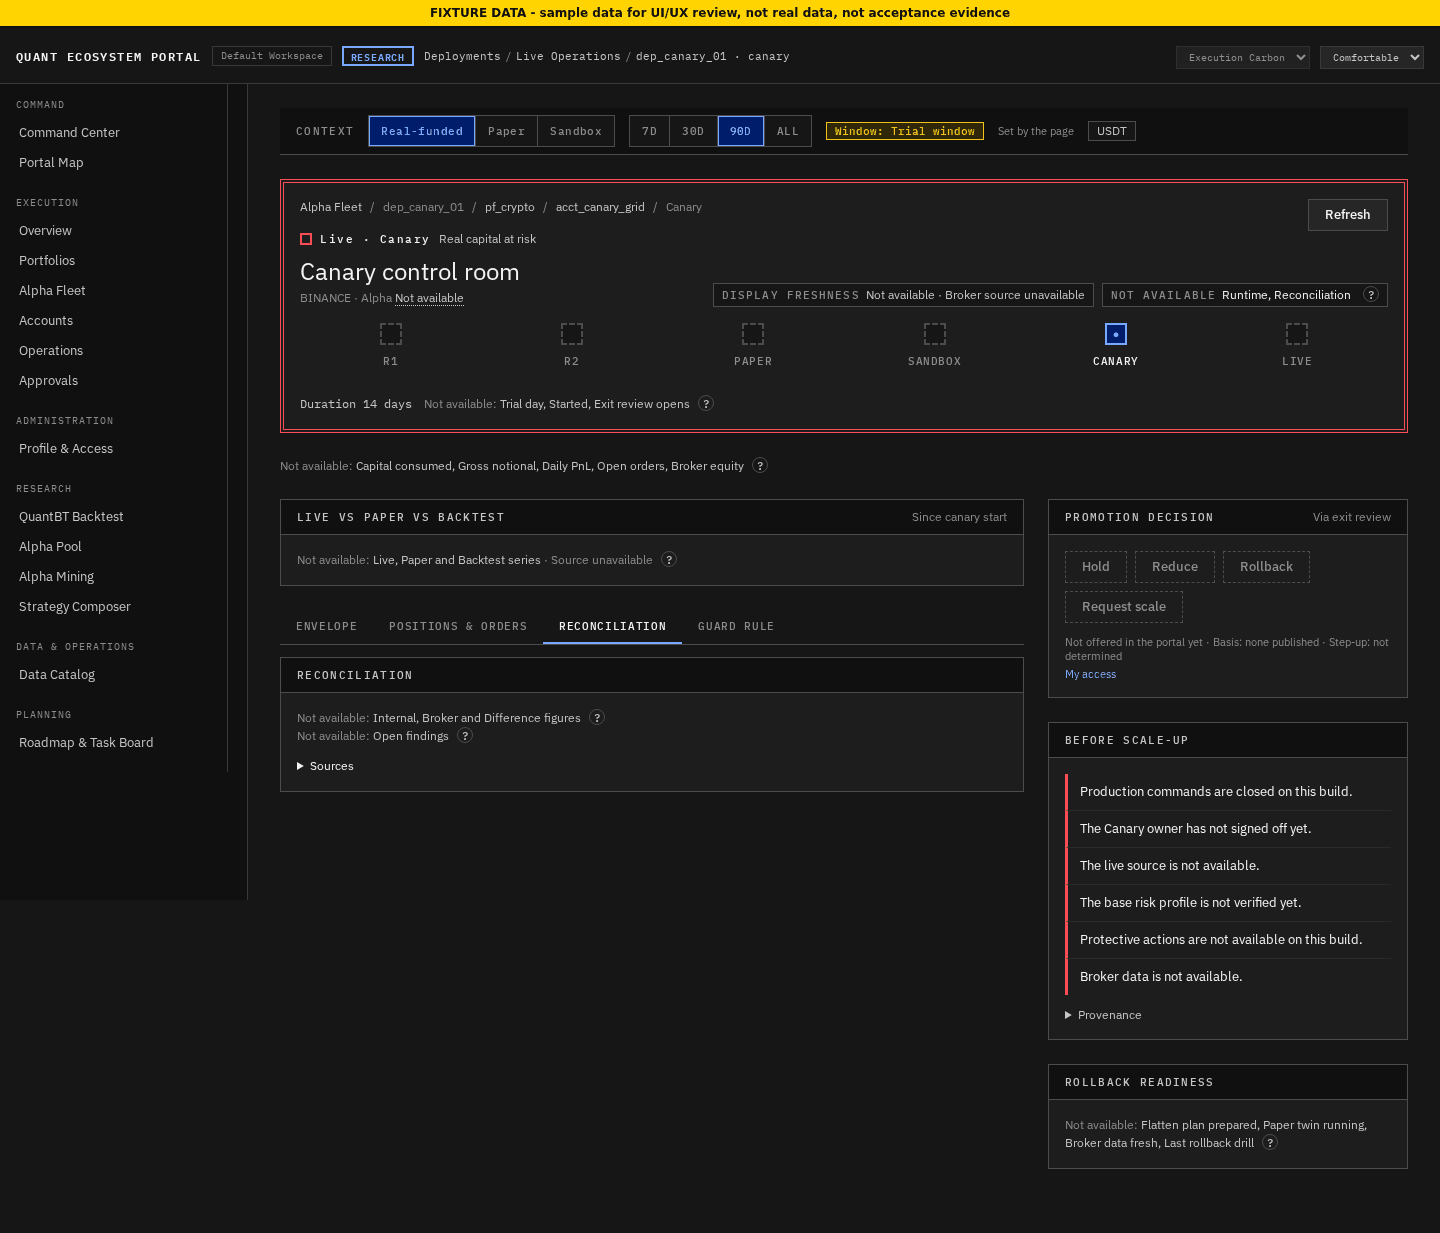 FIXTURE DATA - sample data for UI/UX review, not real data, not acceptance evidence
QUANT ECOSYSTEM PORTAL Default Workspace RESEARCH Deployments / Live Operations / dep_canary_01 · canary Execution Carbon Comfortable
COMMAND
Command Center
Portal Map
EXECUTION
Overview
Portfolios
Alpha Fleet
Accounts
Operations
Approvals
ADMINISTRATION
Profile & Access
RESEARCH
QuantBT Backtest
Alpha Pool
Alpha Mining
Strategy Composer
DATA & OPERATIONS
Data Catalog
PLANNING
Roadmap & Task Board
CONTEXT Real-funded Paper Sandbox 7D 30D 90D ALL Window: Trial window Set by the page USDT
Alpha Fleet / dep_canary_01 / pf_crypto / acct_canary_grid / Canary
Refresh
Live · Canary Real capital at risk
Canary control room
BINANCE · Alpha Not available
DISPLAY FRESHNESS Not available · Broker source unavailable
NOT AVAILABLE Runtime, Reconciliation ?
R1 R2 PAPER SANDBOX CANARY LIVE
Duration 14 days Not available: Trial day, Started, Exit review opens ?
Not available: Capital consumed, Gross notional, Daily PnL, Open orders, Broker equity ?
LIVE VS PAPER VS BACKTEST Since canary start
Not available: Live, Paper and Backtest series · Source unavailable ?
ENVELOPE POSITIONS & ORDERS RECONCILIATION GUARD RULE
RECONCILIATION
Not available: Internal, Broker and Difference figures ?
Not available: Open findings ?
Sources
PROMOTION DECISION Via exit review
Hold Reduce Rollback
Request scale
Not offered in the portal yet · Basis: none published · Step-up: not
determined
My access
BEFORE SCALE-UP
Production commands are closed on this build.
The Canary owner has not signed off yet.
The live source is not available.
The base risk profile is not verified yet.
Protective actions are not available on this build.
Broker data is not available.
Provenance
ROLLBACK READINESS
Not available: Flatten plan prepared, Paper twin running,
Broker data fresh, Last rollback drill ?